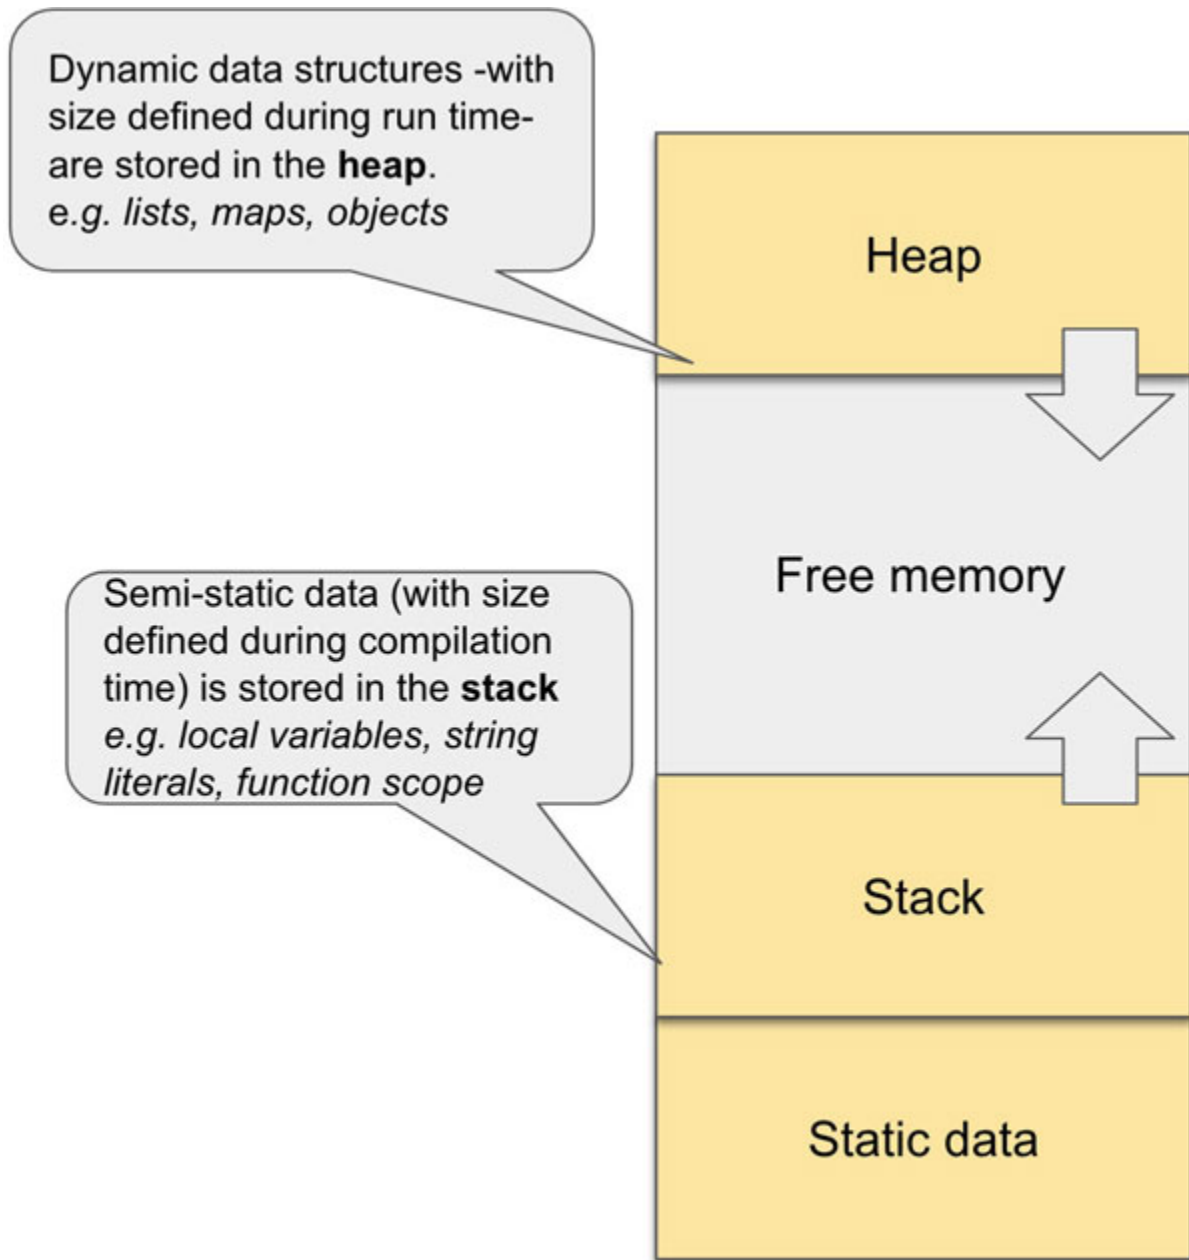 Dynamic data structures -with
size defined during run time-
are stored in the heap.
e.g. lists, maps, objects
Heap
Free memory
Semi-static data (with size
defined during compilation
time) is stored in the stack
e.g. local variables, string
literals, function scope
Stack
Static data